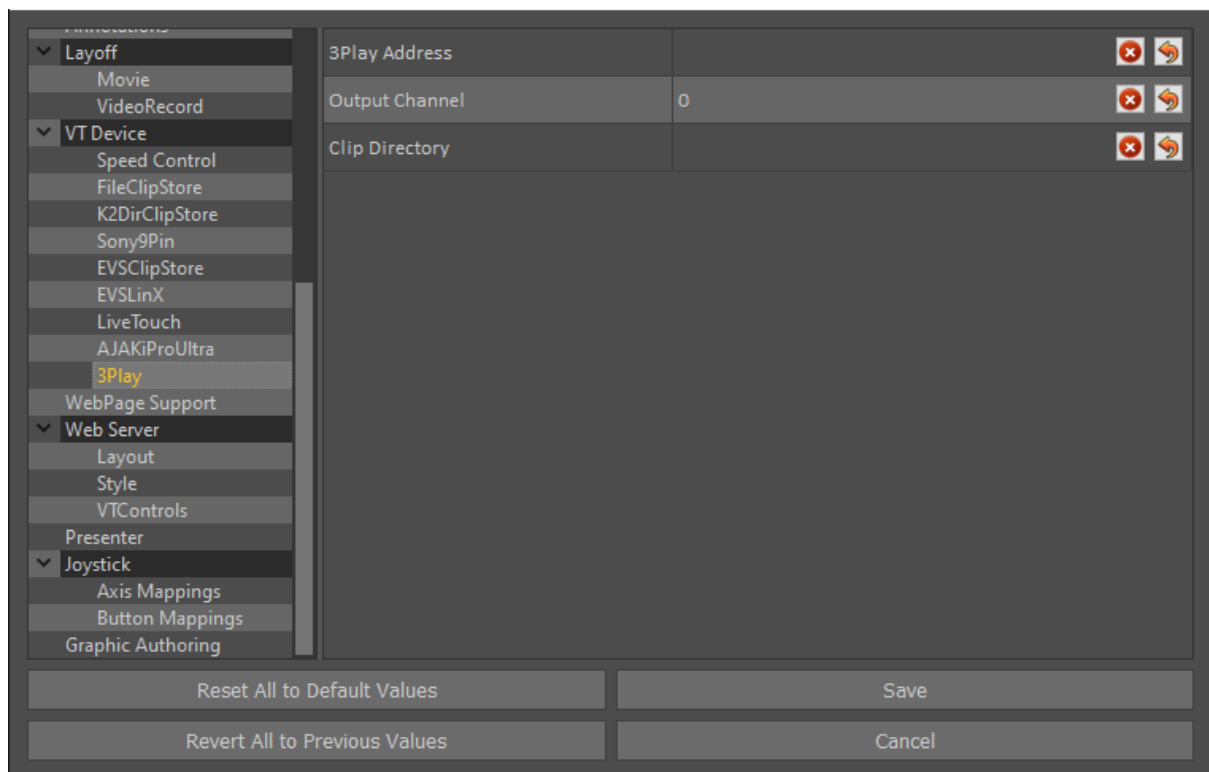 Annotations
Layoff
Movie
VideoRecord
VT Device
Speed Control
FileClipStore
K2DirClipStore
Sony9Pin
EVSClipStore
EVSLinX
LiveTouch
AJAKiProUltra
3Play
WebPage Support
Web Server
Layout
Style
VTControls
Presenter
Joystick
Axis Mappings
Button Mappings
Graphic Authoring
3Play Address
Output Channel 0
Clip Directory
Reset All to Default Values
Save
Revert All to Previous Values
Cancel